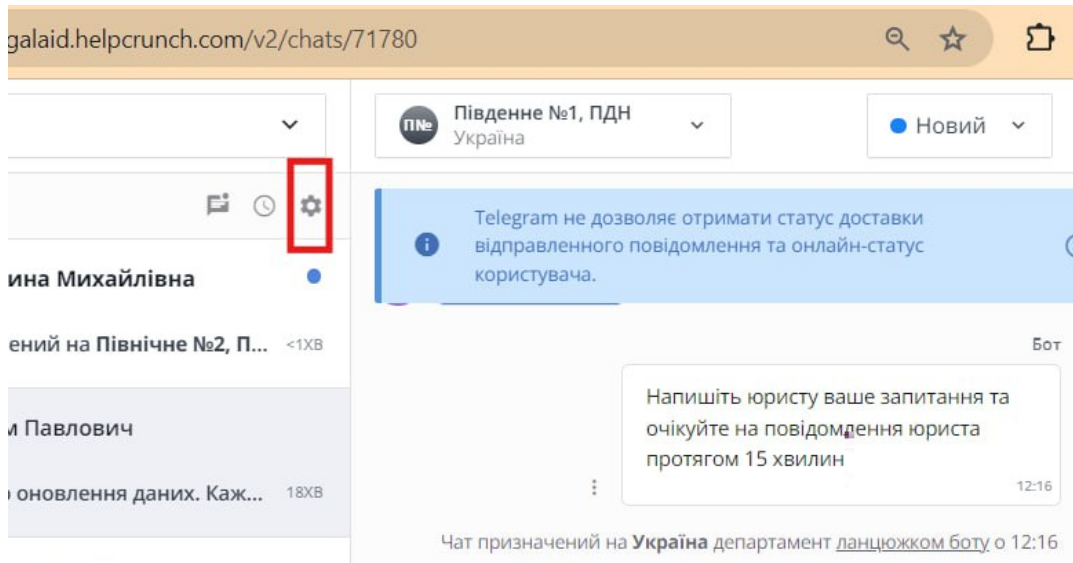 galaid.helpcrunch.com/v2/chats/71780
П№
Південне №1, ПДН
Україна
Новий
Telegram не дозволяє отримати статус доставки
відправленного повідомлення та онлайн-статус
користувача.
ина Михайлівна
ений на Північне №2, П... <1ХВ
Бот
Напишіть юристу ваше запитання та
очікуйте на повідомлення юриста
протягом 15 хвилин
12:16
м Павлович
о оновлення даних. Каж... 18ХВ
Чат призначений на Україна департамент ланцюжком боту о 12:16